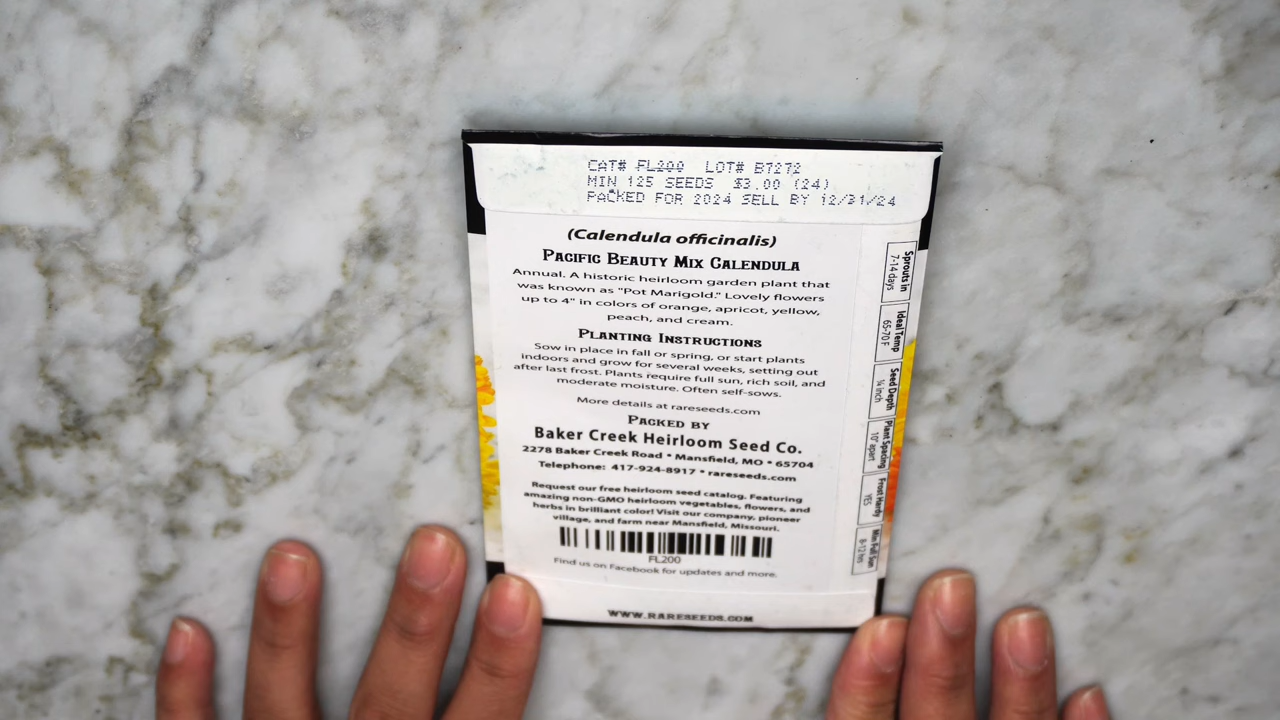 CAT# FL200 LOT# B7272
MIN 125 SEEDS $3.00 (24)
PACKED FOR 2024 SELL BY 12/31/24
(Calendula officinalis)
Pacific Beauty Mix Calendula
Annual. A historic heirloom garden plant that
was known as "Pot Marigold." Lovely flowers
up to 4" in colors of orange, apricot, yellow,
peach, and cream.
Planting Instructions
Sow in place in fall or spring, or start plants
indoors and grow for several weeks, setting out
after last frost. Plants require full sun, rich soil, and
moderate moisture. Often self-sows.
More details at rareseeds.com
Packed by
Baker Creek Heirloom Seed Co.
2278 Baker Creek Road • Mansfield, MO • 65704
Telephone: 417-924-8917 • rareseeds.com
Request our free heirloom seed catalog. Featuring
amazing non-GMO heirloom vegetables, flowers, and
herbs in brilliant color! Visit our company, pioneer
village, and farm near Mansfield, Missouri.
FL200
Find us on Facebook for updates and more.
www.rareseeds.com
Sprouts in
7-14 days
Ideal Temp
65-70 F
Seed Depth
¼ inch
Plant Spacing
10" apart
Frost Hardy
YES
Min Full Sun
8-12 hrs